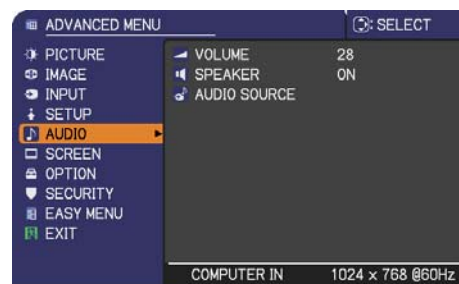 ADVANCED MENU : SELECT
PICTURE
IMAGE
INPUT
SETUP
AUDIO
SCREEN
OPTION
SECURITY
EASY MENU
EXIT
VOLUME 28
SPEAKER ON
AUDIO SOURCE
COMPUTER IN 1024 x 768 @60Hz